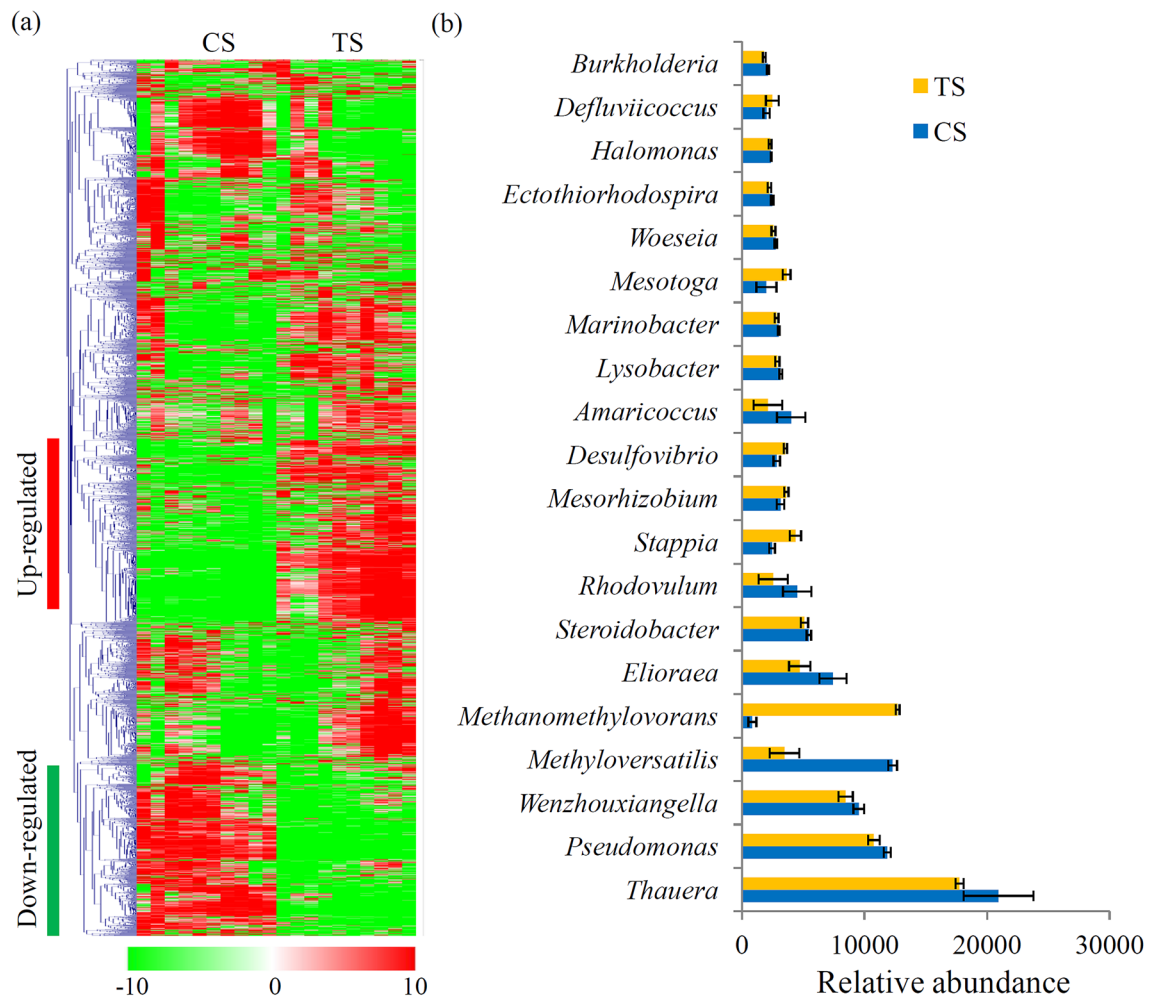 (a)
CS
TS
Up-regulated
Down-regulated
-10
0
10
(b)
TS
CS
Burkholderia
Defluviicoccus
Halomonas
Ectothiorhodospira
Woeseia
Mesotoga
Marinobacter
Lysobacter
Amaricoccus
Desulfovibrio
Mesorhizobium
Stappia
Rhodovulum
Steroidobacter
Elioraea
Methanomethylovorans
Methyloversatilis
Wenzhouxiangella
Pseudomonas
Thauera
0
10000
20000
30000
Relative abundance